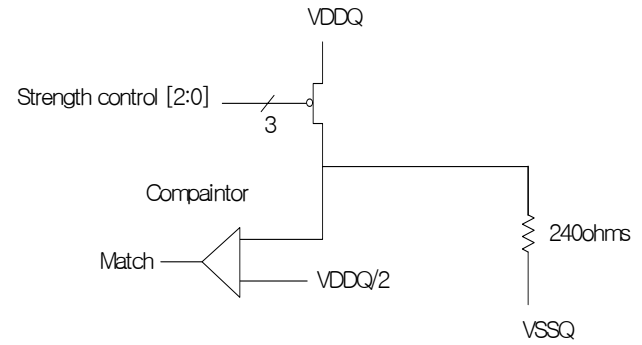 VDDQ
Strength control [2:0]
3
Compaintor
240ohms
Match
VDDQ/2
VSSQ